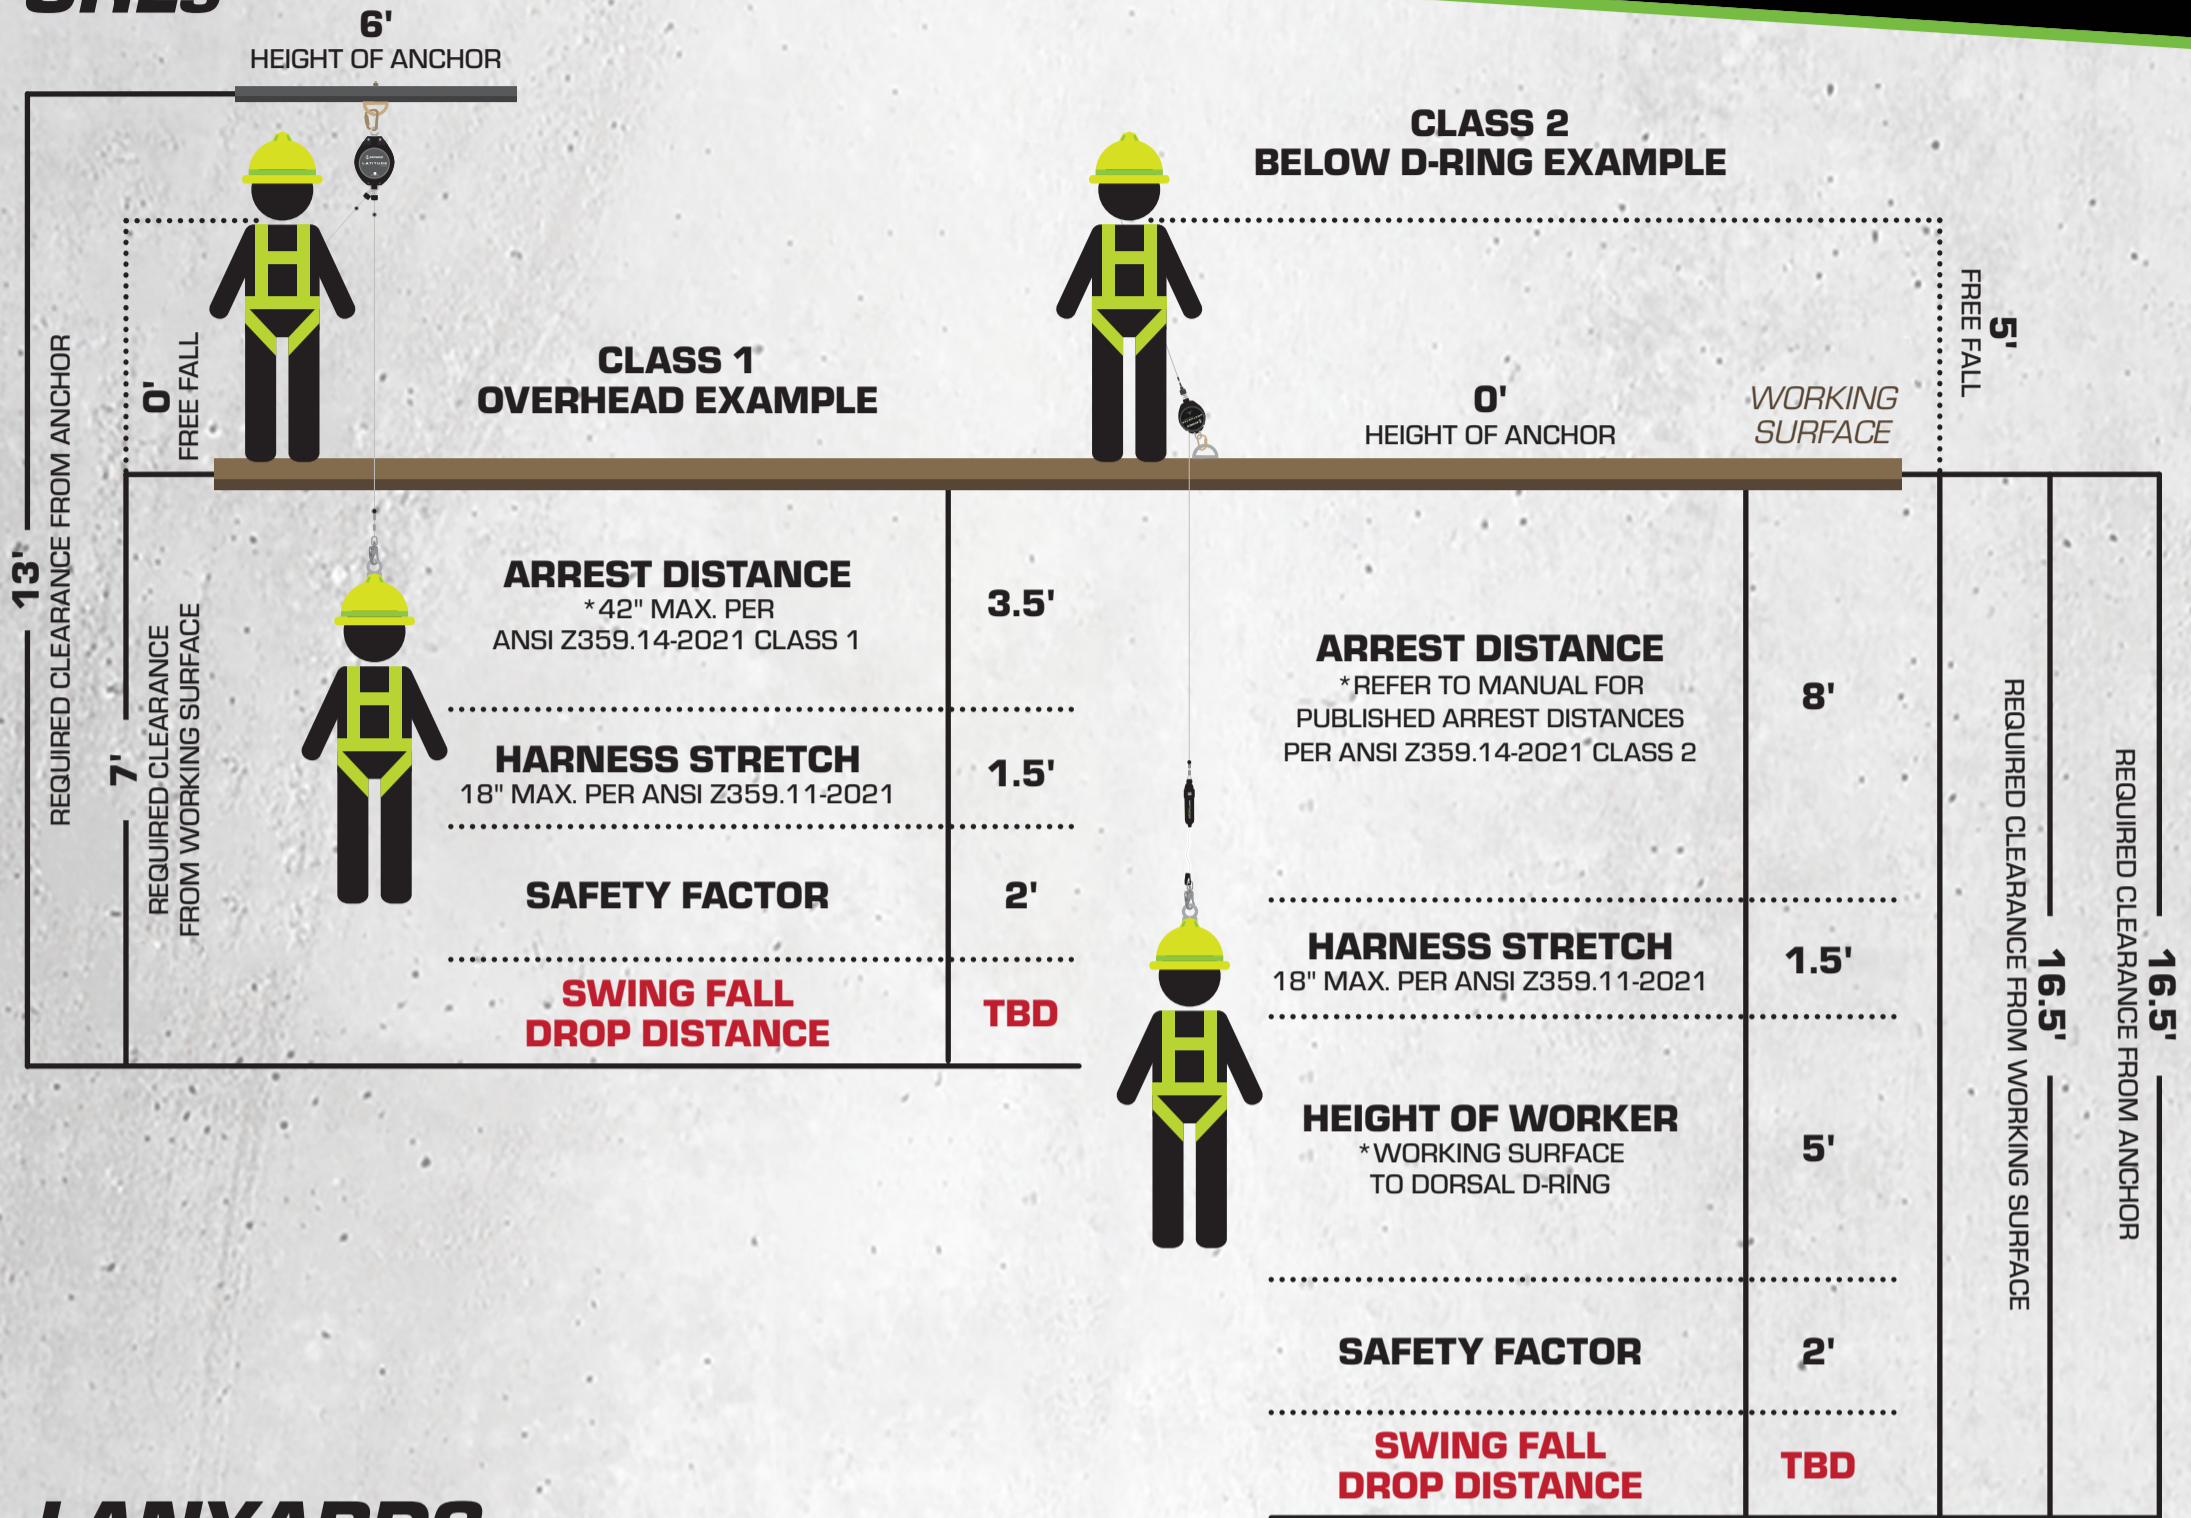 6'
HEIGHT OF ANCHOR
13'
REQUIRED CLEARANCE FROM ANCHOR
0'
FREE FALL
7'
REQUIRED CLEARANCE
FROM WORKING SURFACE
CLASS 1
OVERHEAD EXAMPLE
ARREST DISTANCE
*42" MAX. PER
ANSI Z359.14-2021 CLASS 1
3.5'
HARNESS STRETCH
18" MAX. PER ANSI Z359.11-2021
1.5'
SAFETY FACTOR
2'
SWING FALL
DROP DISTANCE
TBD
CLASS 2
BELOW D-RING EXAMPLE
5'
FREE FALL
0'
HEIGHT OF ANCHOR
WORKING
SURFACE
ARREST DISTANCE
*REFER TO MANUAL FOR
PUBLISHED ARREST DISTANCES
PER ANSI Z359.14-2021 CLASS 2
8'
HARNESS STRETCH
18" MAX. PER ANSI Z359.11-2021
1.5'
HEIGHT OF WORKER
*WORKING SURFACE
TO DORSAL D-RING
5'
SAFETY FACTOR
2'
SWING FALL
DROP DISTANCE
TBD
16.5'
REQUIRED CLEARANCE FROM WORKING SURFACE
16.5'
REQUIRED CLEARANCE FROM ANCHOR
LANYARDS